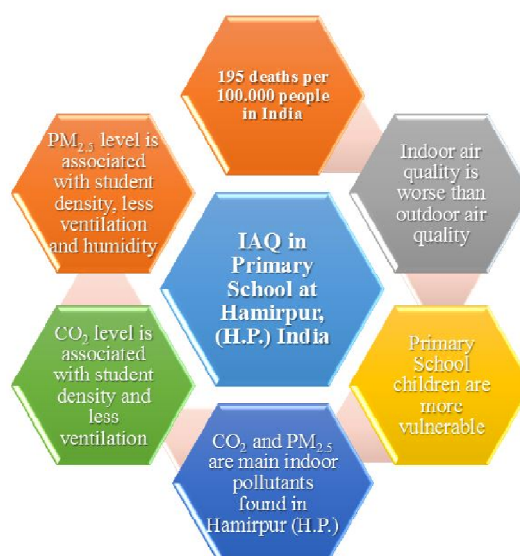 195 deaths per
100.000 people
in India
PM2.5 level is
associated
with student
density, less
ventilation
and humidity
Indoor air
quality is
worse than
outdoor air
quality
IAQ in
Primary
School at
Hamirpur,
(H.P.) India
CO2 level is
associated
with student
density and
less
ventilation
Primary
School
children are
more
vulnerable
CO2 and PM2.5
are main indoor
pollutants
found in
Hamirpur (H.P.)